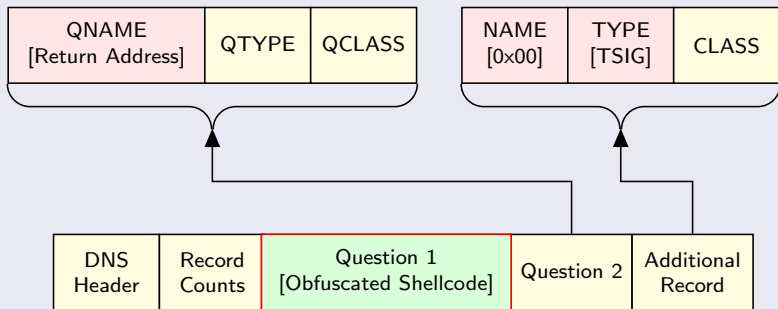 QNAME
[Return Address]
QTYPE
QCLASS
NAME
[0x00]
TYPE
[TSIG]
CLASS
DNS
Header
Record
Counts
Question 1
[Obfuscated Shellcode]
Question 2
Additional
Record